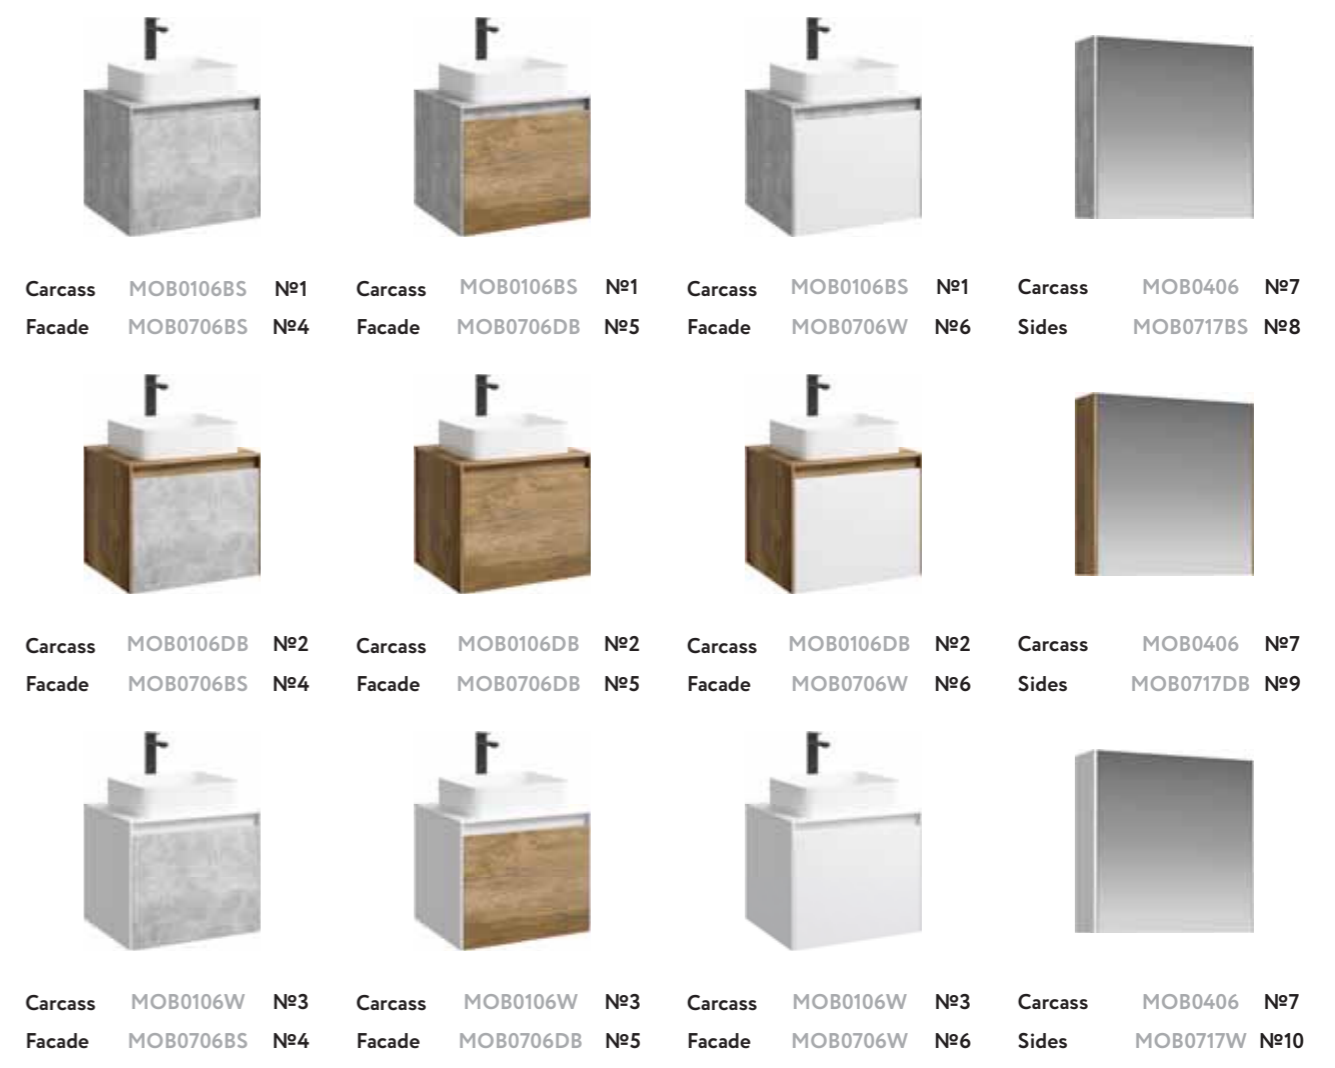 Carcass MOB0106BS №1 Carcass MOB0106BS №1 Carcass MOB0106BS №1 Carcass MOB0406 №7
Facade MOB0706BS №4 Facade MOB0706DB №5 Facade MOB0706W №6 Sides MOB0717BS №8
Carcass MOB0106DB №2 Carcass MOB0106DB №2 Carcass MOB0106DB №2 Carcass MOB0406 №7
Facade MOB0706BS №4 Facade MOB0706DB №5 Facade MOB0706W №6 Sides MOB0717DB №9
Carcass MOB0106W №3 Carcass MOB0106W №3 Carcass MOB0106W №3 Carcass MOB0406 №7
Facade MOB0706BS №4 Facade MOB0706DB №5 Facade MOB0706W №6 Sides MOB0717W №10